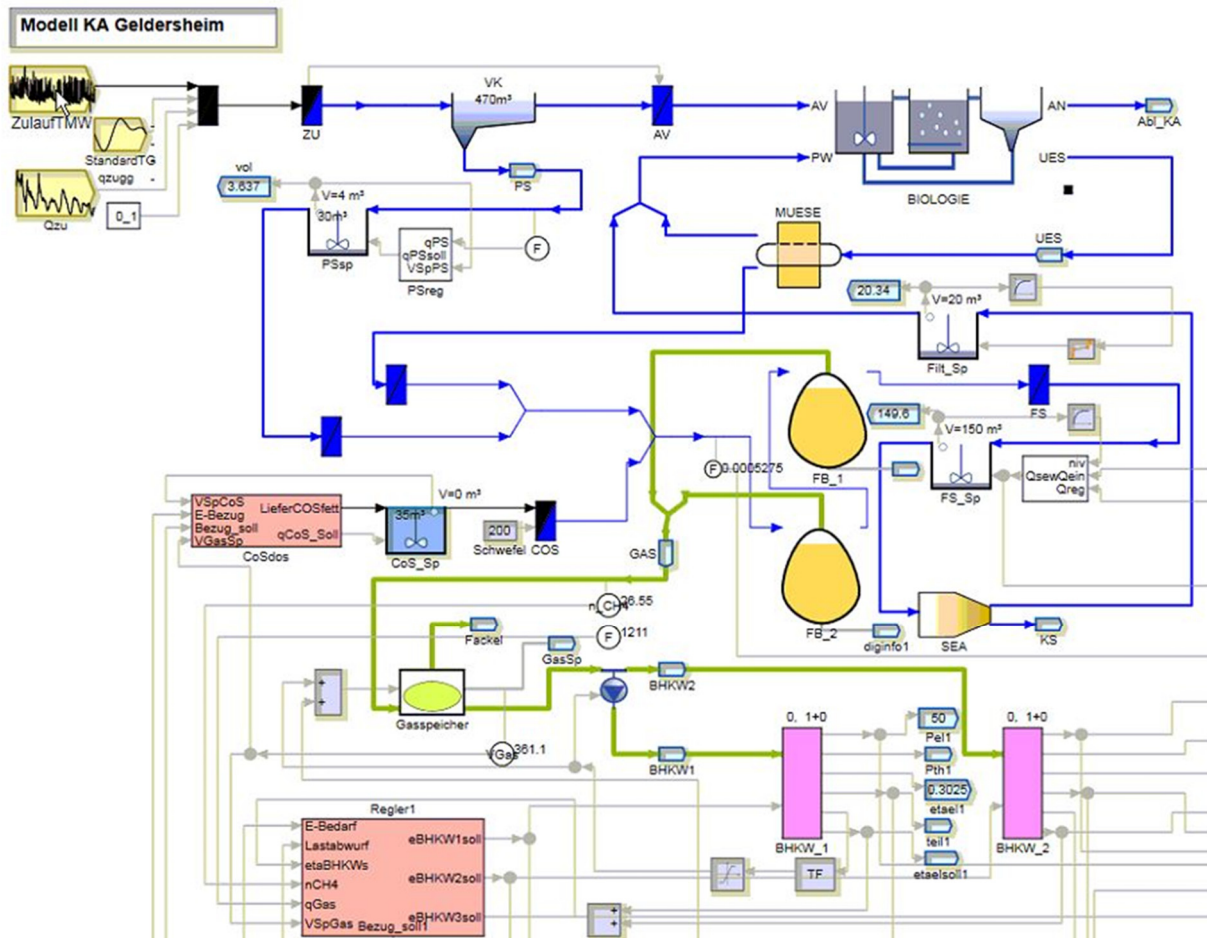 Modell KA Geldersheim
ZulaufTMW
StandardTG
qzugg
Qzu
0_1
ZU
VK
470m³
AV
AV
PW
AN
UES
Abl_KA
BIOLOGIE
vol
3.637
V=4 m³
30m³
PSsp
PS
qPS
qPSsoll
VSpPS
PSreg
F
MUESE
UES
20.34
V=20 m³
Filt_Sp
FS
149.6
V=150 m³
FS_Sp
niv
QsewQein
Qreg
FB_1
F
0.0005275
VSpCoS
E-Bezug
Bezug_soll
VGasSp
LieferCOSfett
qCoS_Soll
CoSdos
V=0 m³
35m³
CoS_Sp
200
Schwefel
COS
GAS
FB_2
diginfo1
SEA
KS
n_CH4
26.55
F
1211
Fackel
GasSp
Gasspeicher
VGas
361.1
BHKW2
BHKW1
0, 1+0
BHKW_1
50
Pel1
Pth1
0.3025
etael1
teil1
etaelsoll1
0, 1+0
BHKW_2
Regler1
E-Bedarf
Lastabwurf
etaBHKWs
nCH4
qGas
VSpGas
Bezug_soll1
eBHKW1soll
eBHKW2soll
eBHKW3soll
TF